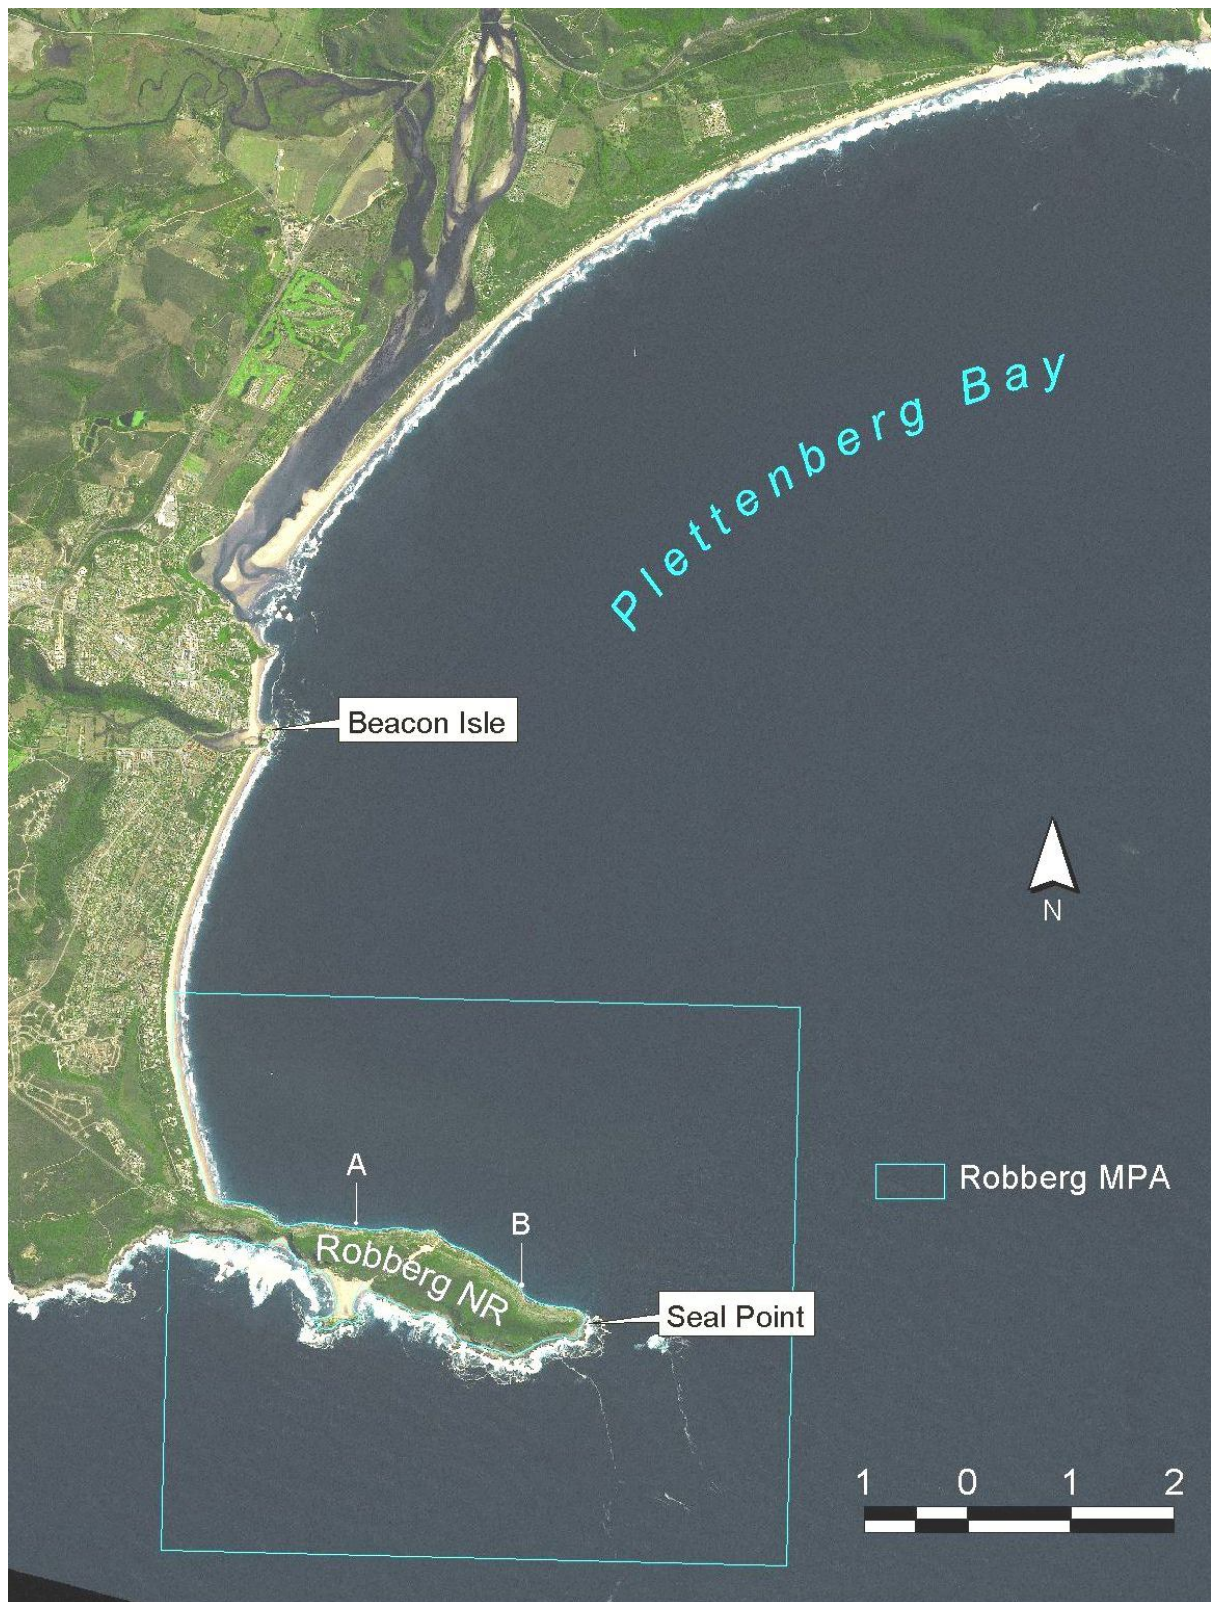 Plettenberg Bay
Beacon Isle
N
A
Robberg MPA
B
Robberg NR
Seal Point
1 0 1 2